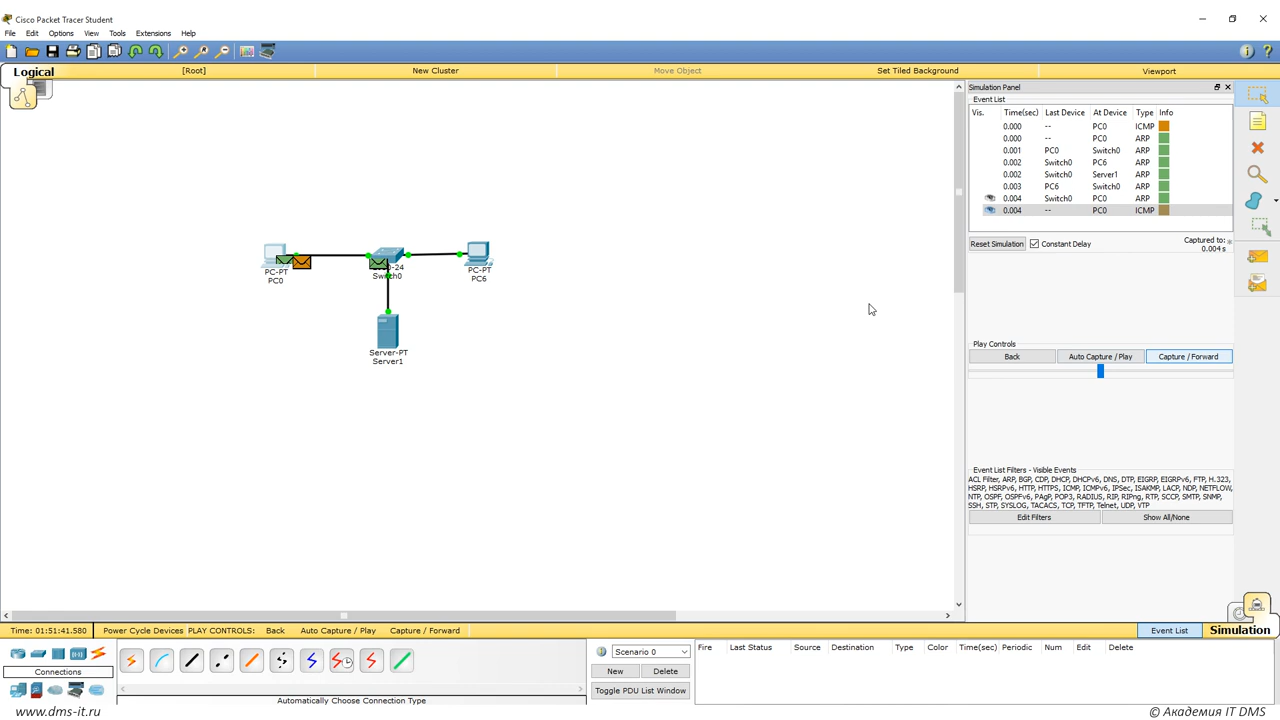 Cisco Packet Tracer Student
File Edit Options View Tools Extensions Help
Logical [Root] New Cluster Move Object Set Tiled Background Viewport
Simulation Panel
Event List
Vis. Time(sec) Last Device At Device Type Info
0.000 -- PC0 ICMP
0.000 -- PC0 ARP
0.001 PC0 Switch0 ARP
0.002 Switch0 PC6 ARP
0.002 Switch0 Server1 ARP
0.003 PC6 Switch0 ARP
0.004 Switch0 PC0 ARP
0.004 -- PC0 ICMP
Reset Simulation Constant Delay Captured to:
0.004 s
PC-PT
PC0
-24
Switch0
PC-PT
PC6
Server-PT
Server1
Play Controls
Back Auto Capture / Play Capture / Forward
Event List Filters - Visible Events
ACL Filter, ARP, BGP, CDP, DHCP, DHCPv6, DNS, DTP, EIGRP, EIGRPv6, FTP, H.323,
HSRP, HSRPv6, HTTP, HTTPS, ICMP, ICMPv6, IPSec, ISAKMP, LACP, NDP, NETFLOW,
NTP, OSPF, OSPFv6, PAgP, POP3, RADIUS, RIP, RIPng, RTP, SCCP, SMTP, SNMP,
SSH, STP, SYSLOG, TACACS, TCP, TFTP, Telnet, UDP, VTP
Edit Filters Show All/None
Time: 01:51:41.580 Power Cycle Devices PLAY CONTROLS: Back Auto Capture / Play Capture / Forward Event List Simulation
Connections
Automatically Choose Connection Type
Scenario 0
New Delete
Toggle PDU List Window
Fire Last Status Source Destination Type Color Time(sec) Periodic Num Edit Delete
www.dms-it.ru
© Академия IT DMS